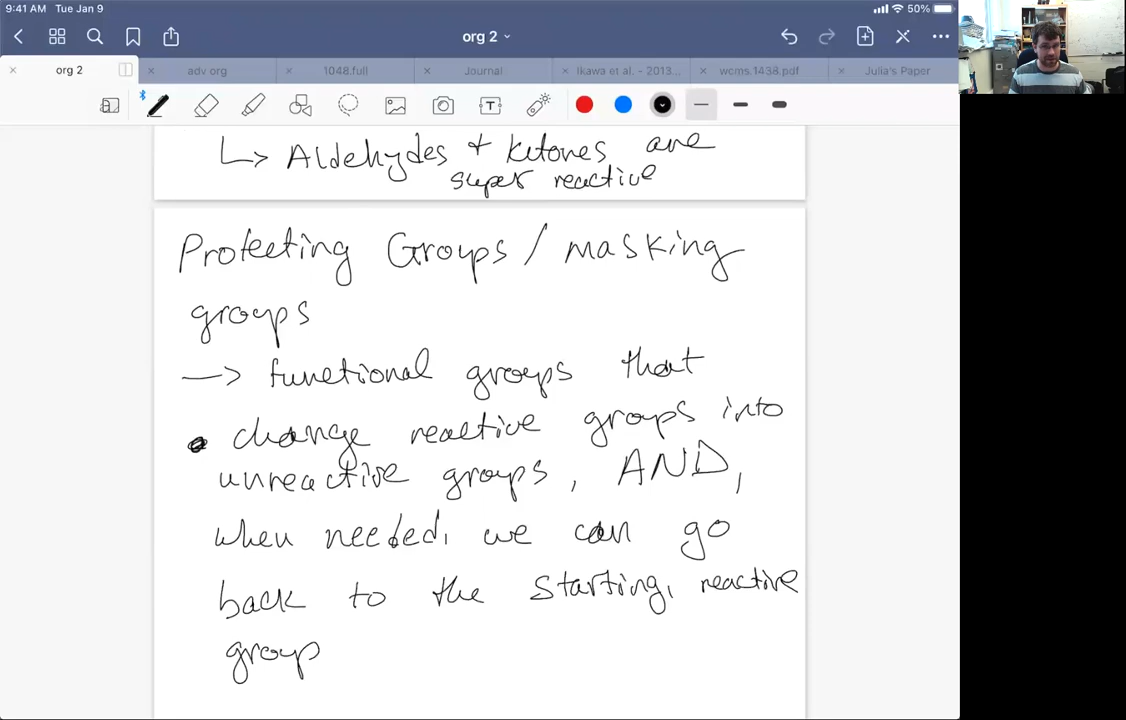 9:41 AM Tue Jan 9
50%
org 2
org 2
adv org
1048.full
Journal
Ikawa et al. - 2013...
wcms.1438.pdf
Julia's Paper
↳ Aldehydes + ketones are
super reactive
Protecting Groups / masking
groups
→ functional groups that
change reactive groups into
unreactive groups, AND,
when needed, we can go
back to the starting, reactive
group